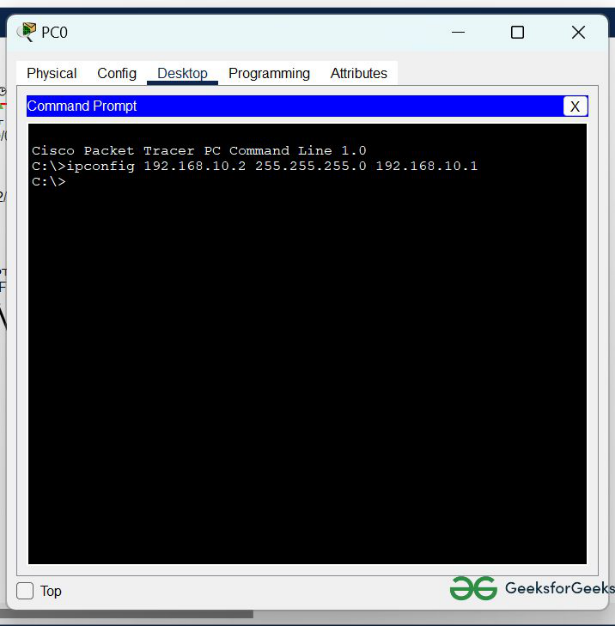 PC0
Physical Config Desktop Programming Attributes
Command Prompt X
Cisco Packet Tracer PC Command Line 1.0
C:\>ipconfig 192.168.10.2 255.255.255.0 192.168.10.1
C:\>
Top
GeeksforGeeks